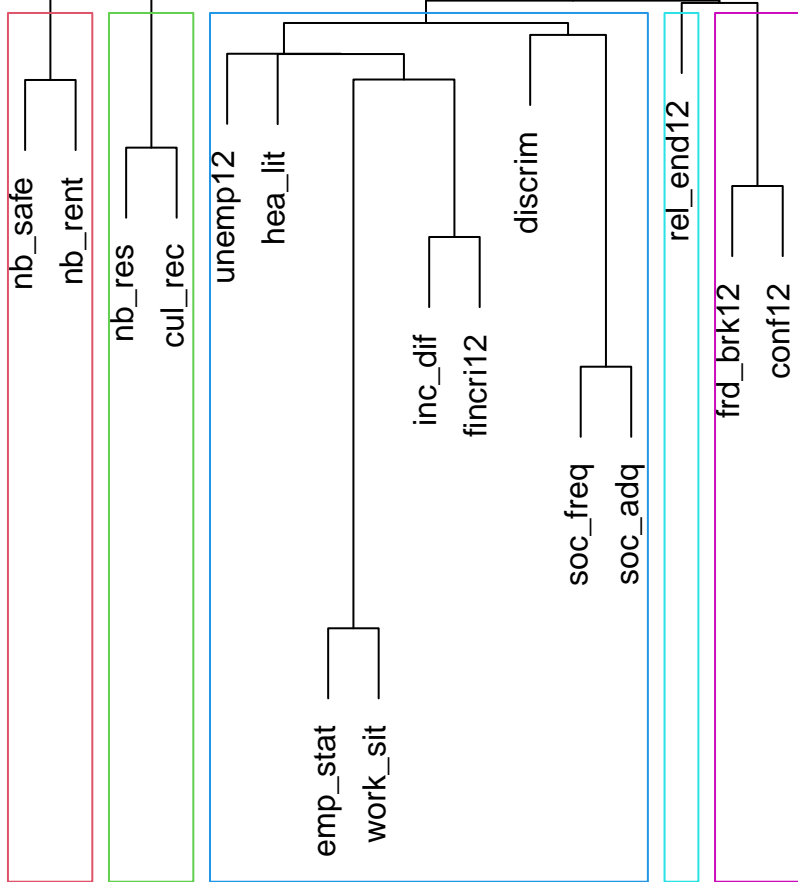 nb_safe
nb_rent
nb_res
cul_rec
unemp12
hea_lit
emp_stat
work_sit
inc_dif
fincri12
discrim
soc_freq
soc_adq
rel_end12
frd_brk12
conf12